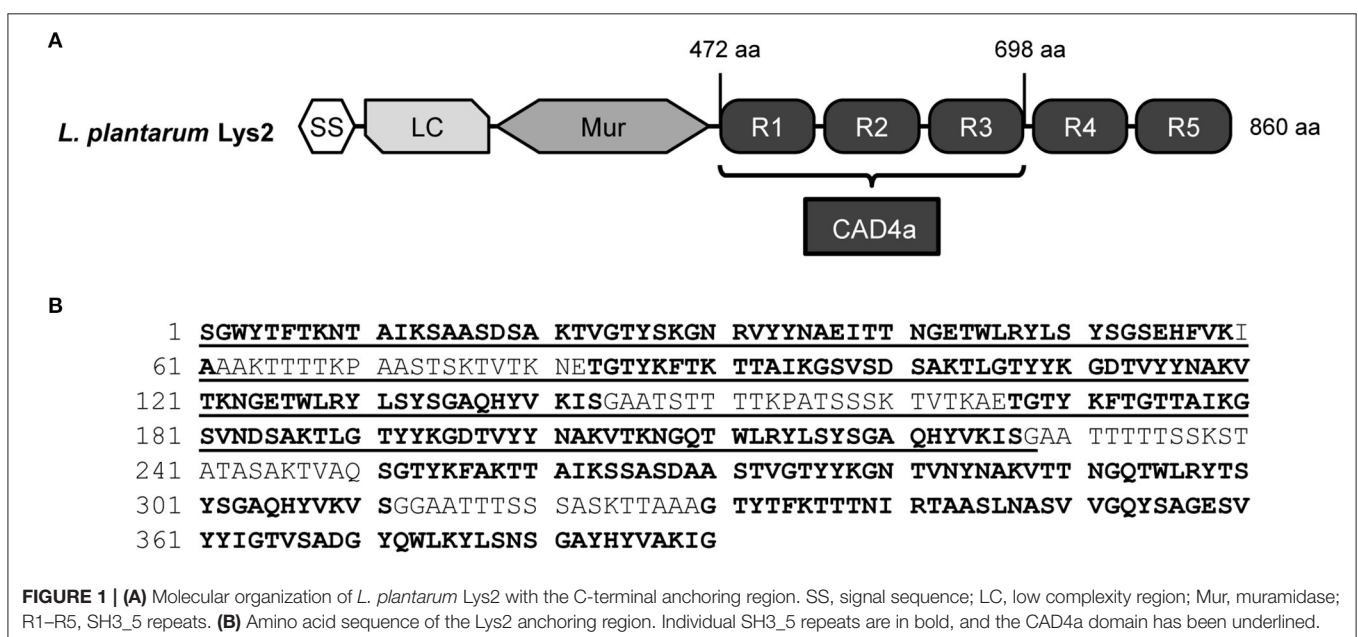 A
472 aa 698 aa
L. plantarum Lys2 SS LC Mur R1 R2 R3 R4 R5 860 aa
CAD4a
B
1 SGWYTFTKNT AIKSAASDSA KTVGTYSKGN RVYYNAEITT NGETWLRYLS YSGSEHFVKI
61 AAAKTTTTKP AASTSKTVTK NETGTYKFTK TTAIKGSVSD SAKTLGTYYK GDTVYYNAKV
121 TKNGETWLRY LSYSGAQHYV KISGAATSTT TTKPATSSSK TVTKAETGTY KFTGTTAIKG
181 SVNDSAKTLG TYYKGDTVYY NAKVTKNGQT WLRYLSYSGA QHYVKISGAA TTTTTSSKST
241 ATASAKTVAQ SGTYKFAKTT AIKSSASDAA STVGTYYKGN TVNYNAKVTT NGQTWLRYTS
301 YSGAQHYVKV SGGAATTTSS SASKTTAAAG TYTFKTTTNI RTAASLNASV VGQYSAGESV
361 YYIGTVSADG YQWLKYLSNS GAYHYVAKIG
FIGURE 1 | (A) Molecular organization of L. plantarum Lys2 with the C-terminal anchoring region. SS, signal sequence; LC, low complexity region; Mur, muramidase;
R1–R5, SH3_5 repeats. (B) Amino acid sequence of the Lys2 anchoring region. Individual SH3_5 repeats are in bold, and the CAD4a domain has been underlined.